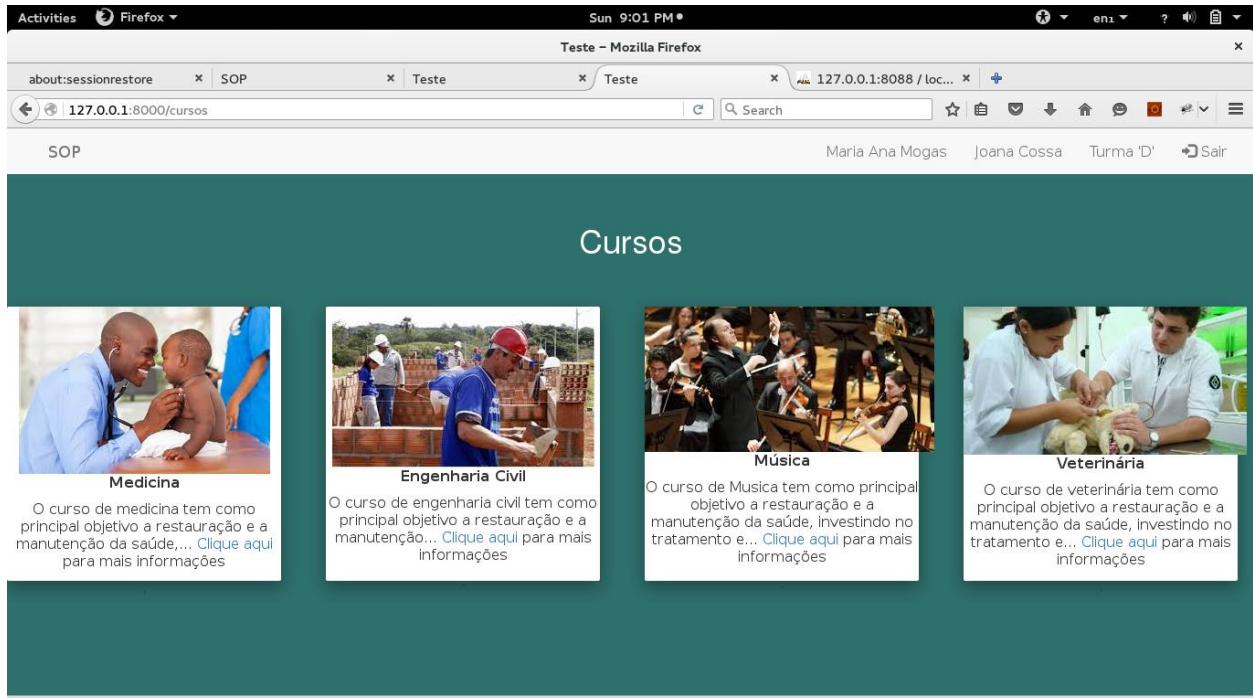 Activities Firefox Sun 9:01 PM en1 ?
Teste – Mozilla Firefox
about:sessionrestore SOP Teste Teste 127.0.0.1:8088 / loc...
127.0.0.1:8000/cursos Search
SOP Maria Ana Mogas Joana Cossa Turma 'D' Sair
Cursos
Medicina
O curso de medicina tem como
principal objetivo a restauração e a
manutenção da saúde,... Clique aqui
para mais informações
Engenharia Civil
O curso de engenharia civil tem como
principal objetivo a restauração e a
manutenção... Clique aqui para mais
informações
Música
O curso de Musica tem como principal
objetivo a restauração e a
manutenção da saúde, investindo no
tratamento e... Clique aqui para mais
informações
Veterinária
O curso de veterinária tem como
principal objetivo a restauração e a
manutenção da saúde, investindo no
tratamento e... Clique aqui para mais
informações